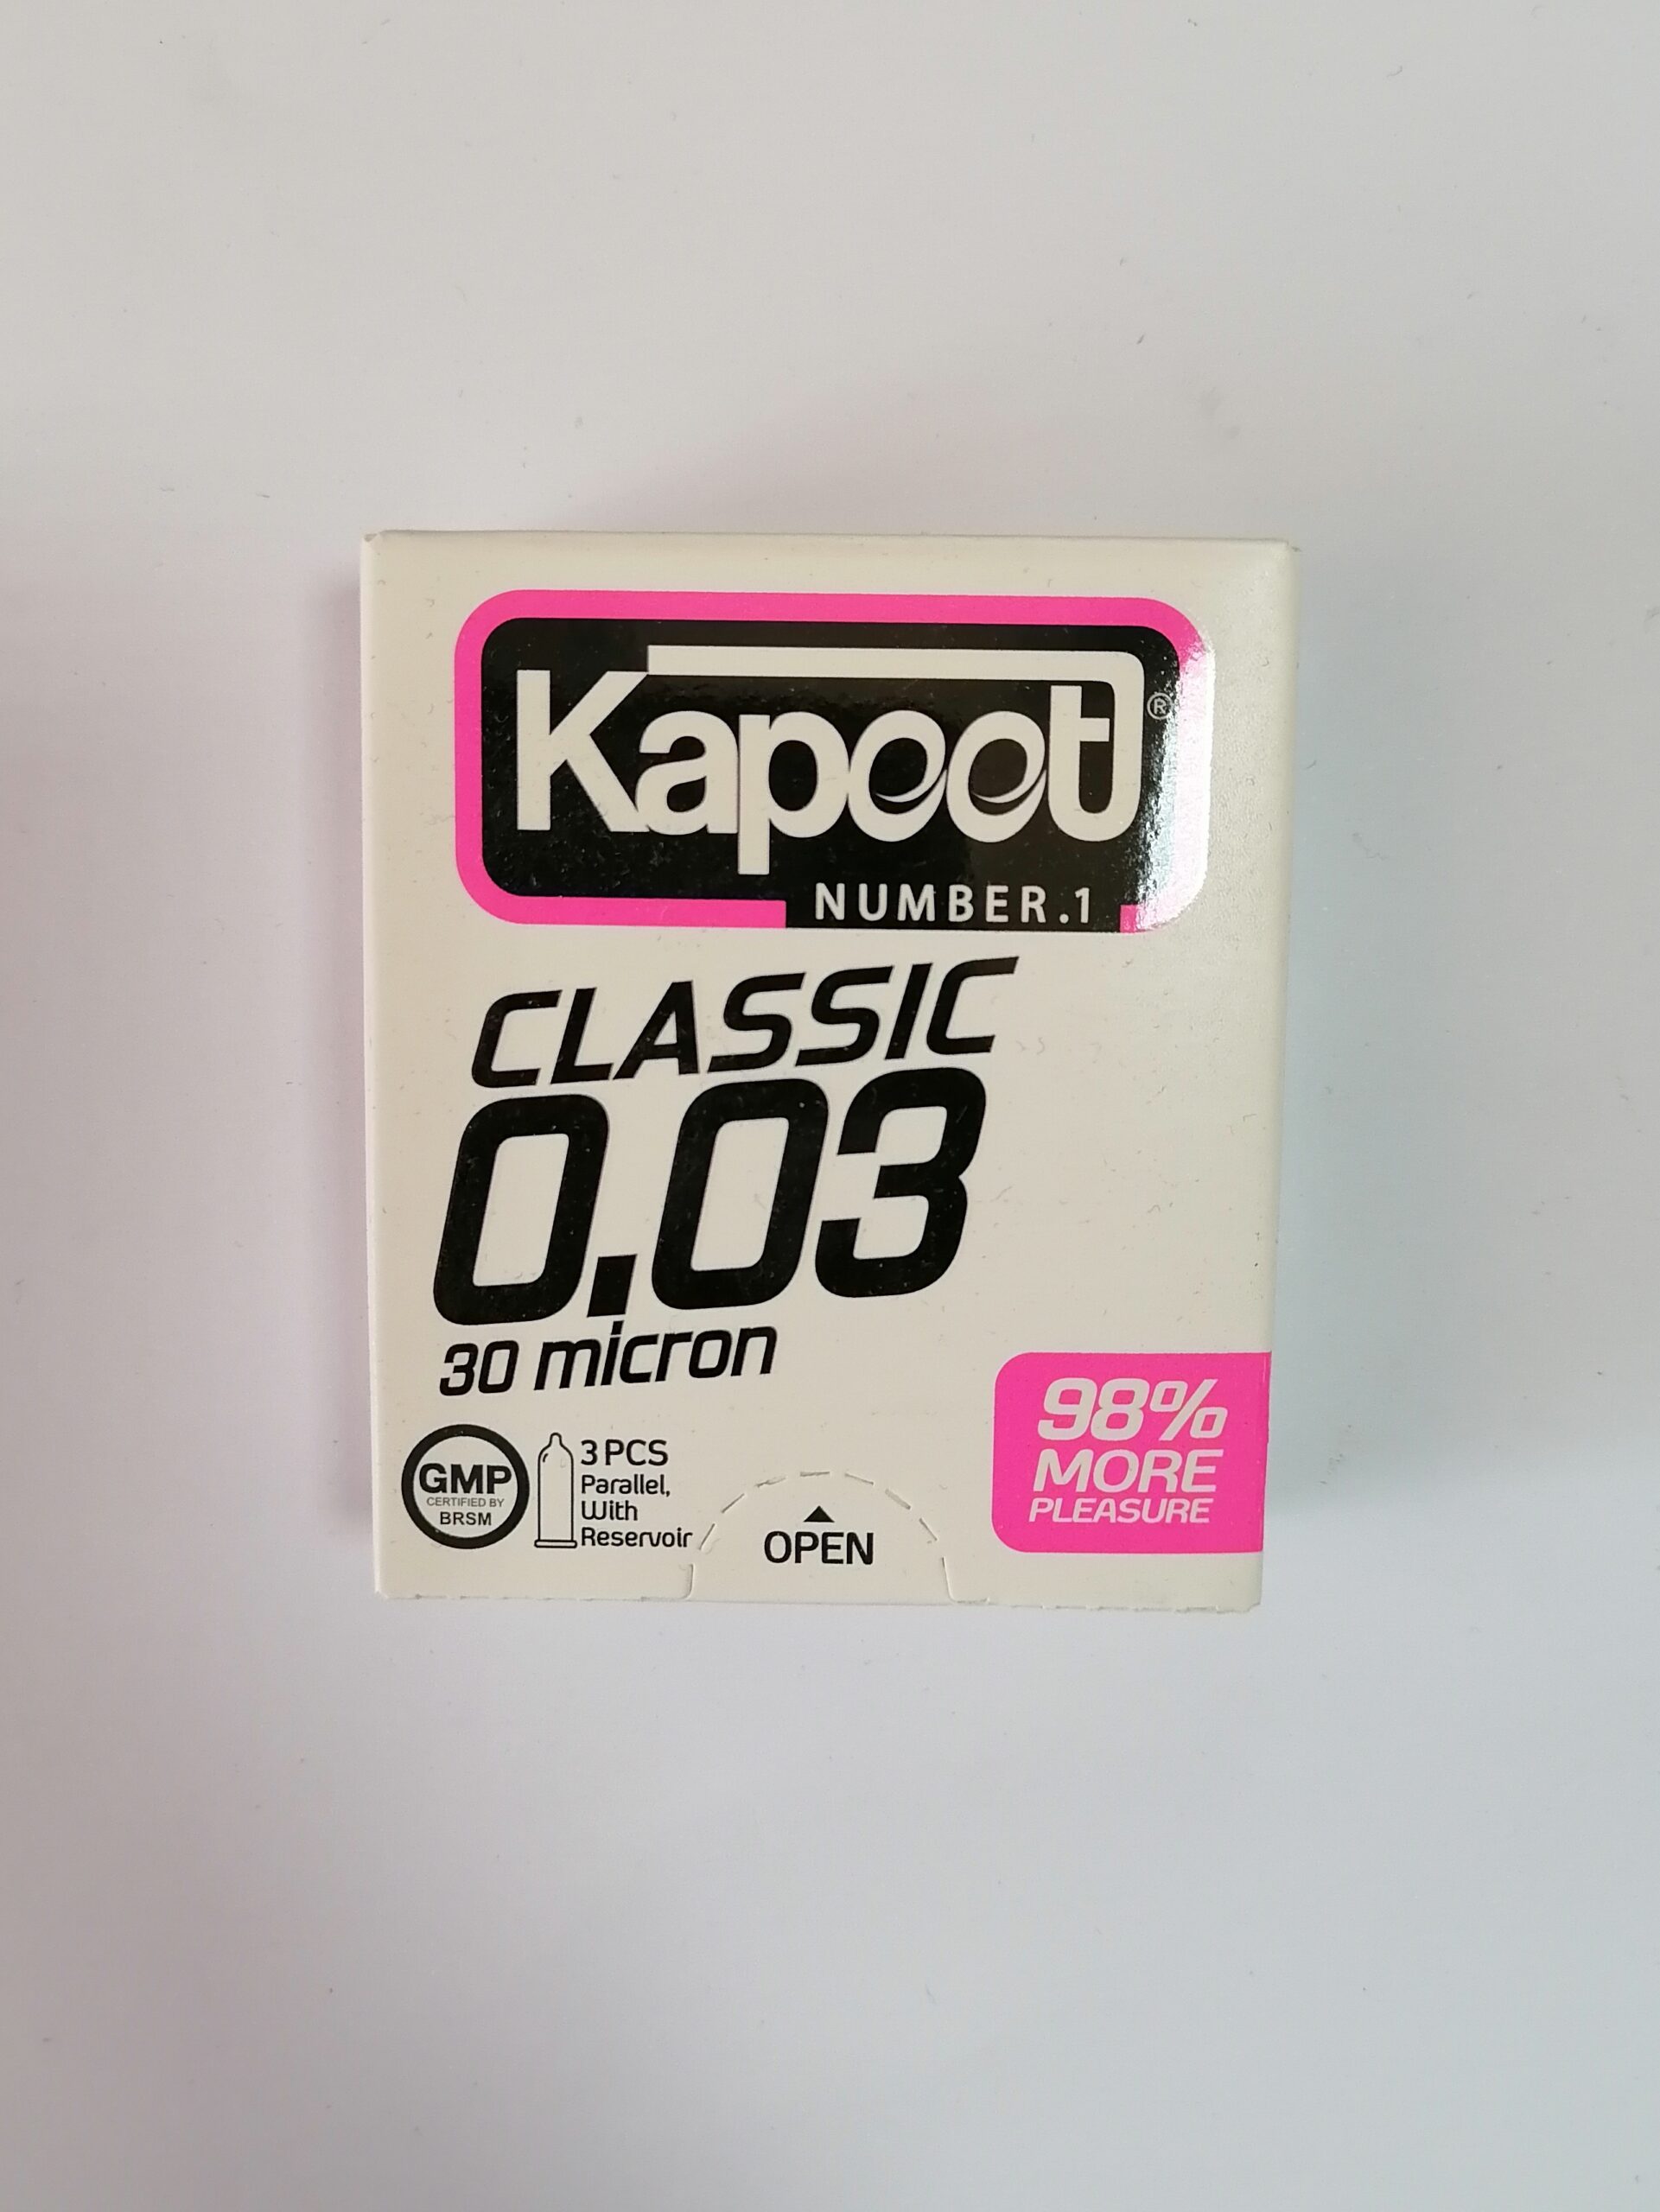 Kapoot®
NUMBER.1
CLASSIC
0.03
30 micron
GMP
CERTIFIED BY
BRSM
3 PCS
Parallel,
With
Reservoir
OPEN
98%
MORE
PLEASURE